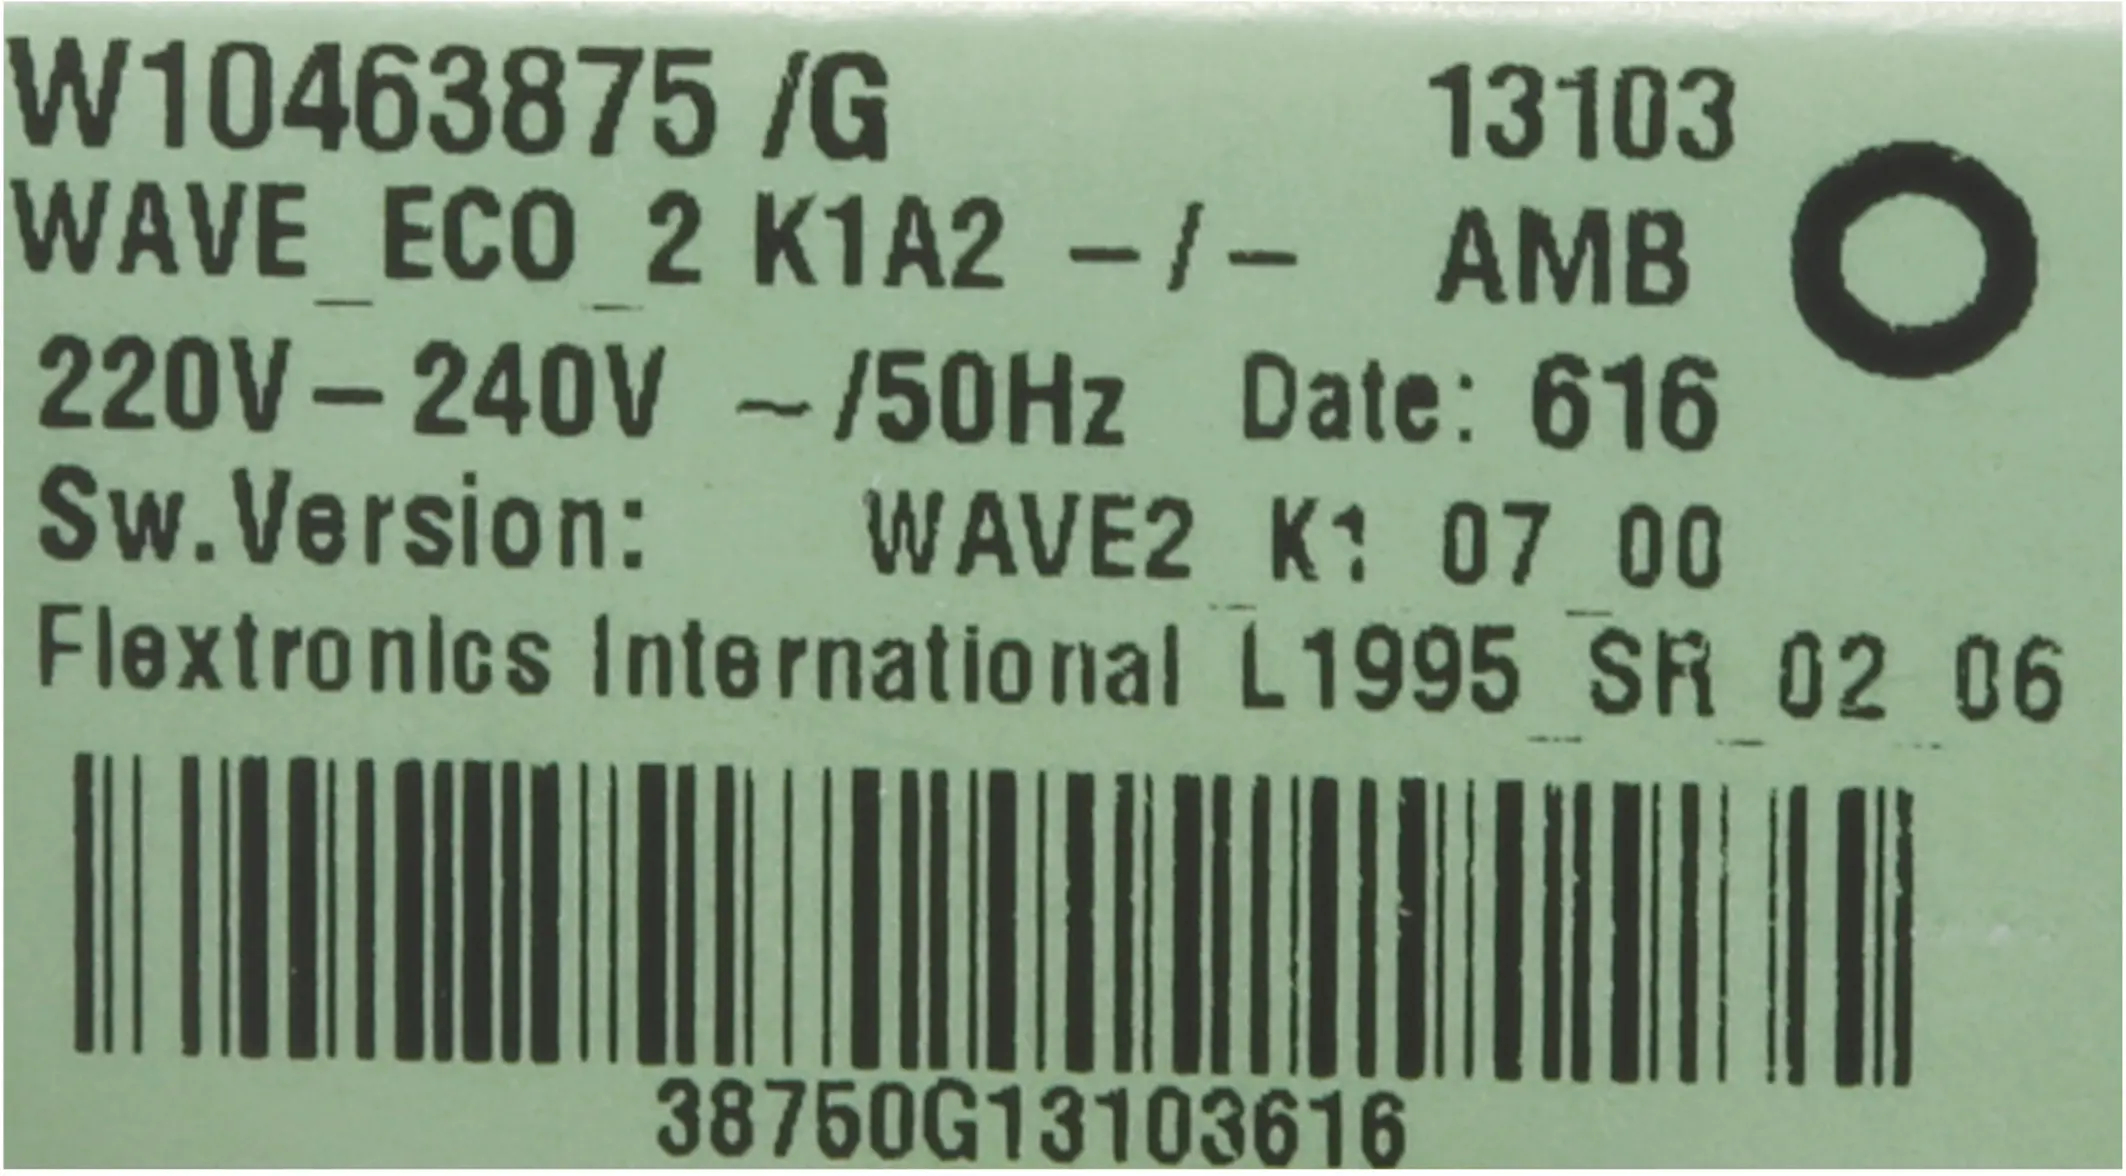 W10463875 /G 13103
WAVE_ECO_2 K1A2 –/– AMB
220V–240V ~/50Hz Date: 616
Sw.Version: WAVE2_K1_07_00
Flextronics International L1995_SR_02_06
38750G13103616